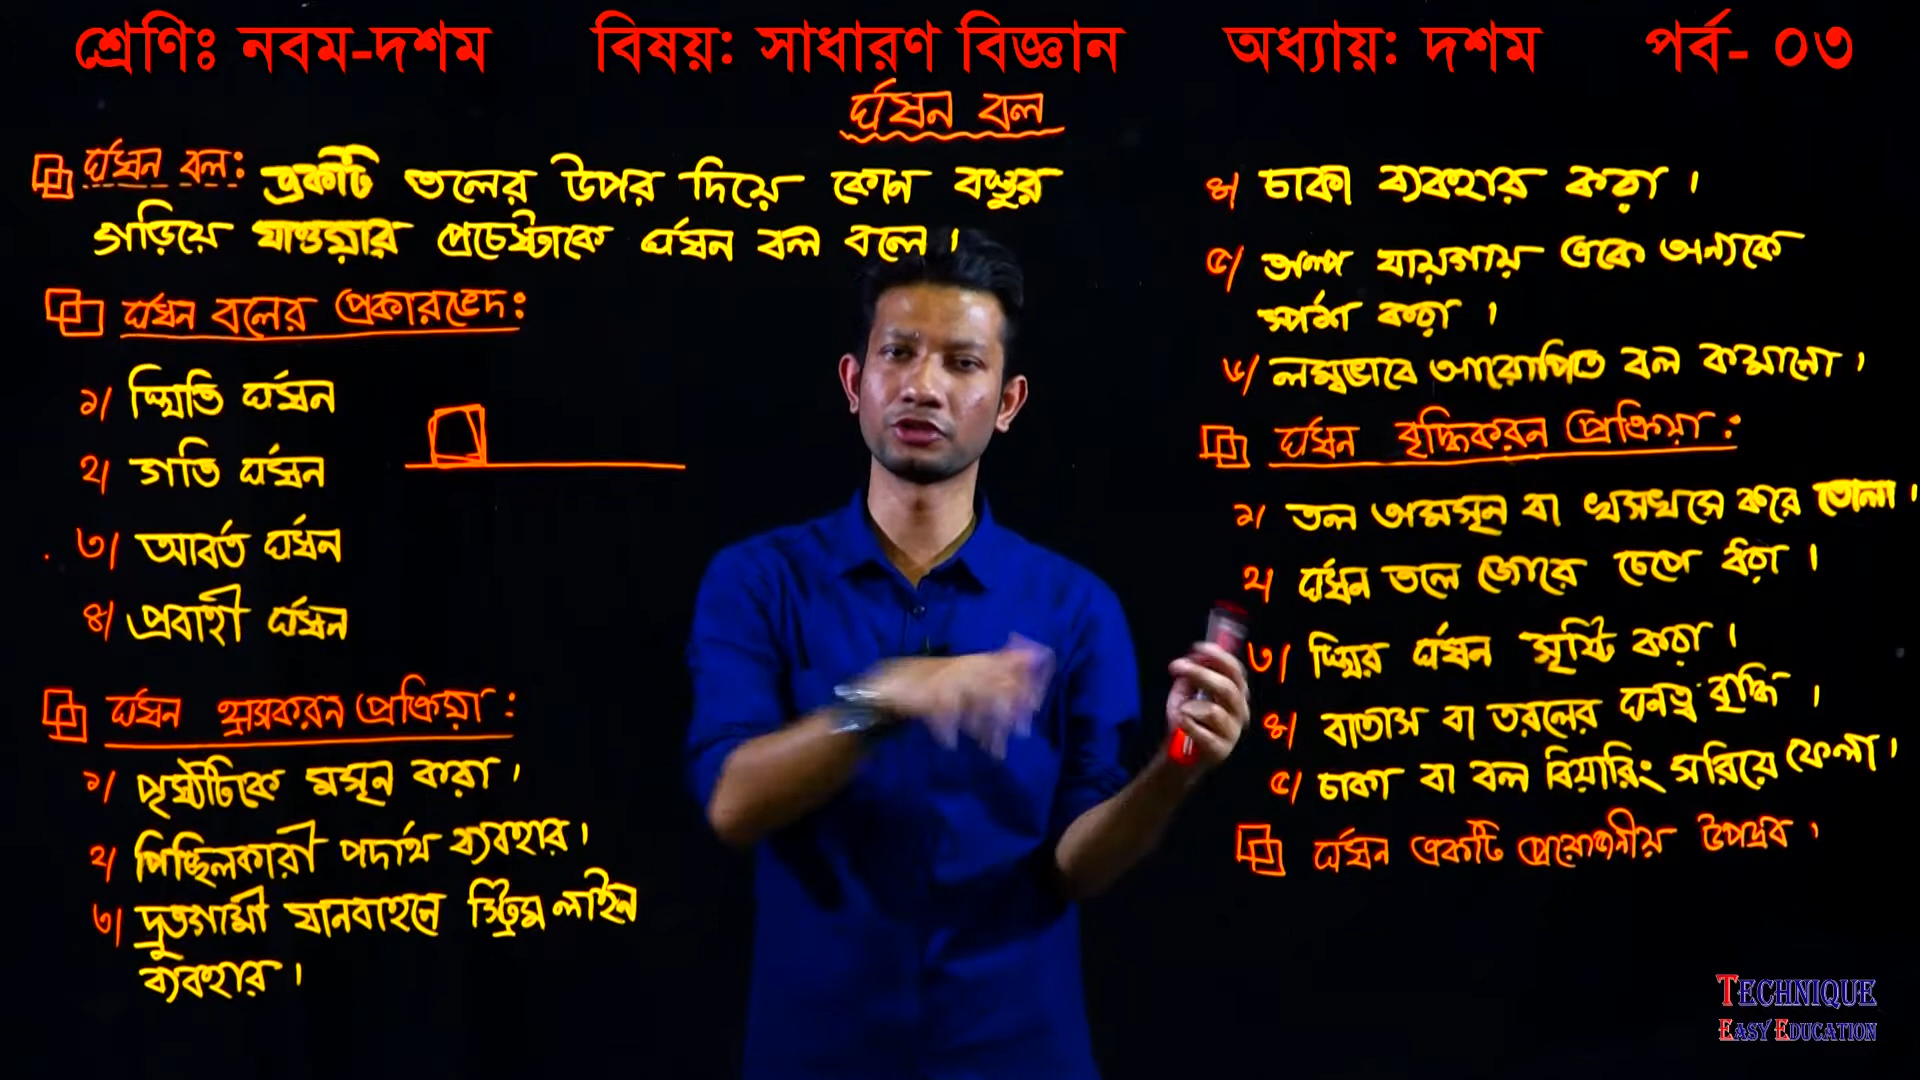 শ্রেণিঃ নবম-দশম বিষয়: সাধারণ বিজ্ঞান অধ্যায়: দশম পর্ব- ০৩
ঘর্ষন বল
ঘর্ষন বল: একটি তলের উপর দিয়ে কোন বস্তুর
গড়িয়ে যাওয়ার প্রচেষ্টাকে ঘর্ষন বল বলে।
ঘর্ষন বলের প্রকারভেদ:
১/ স্থিতি ঘর্ষন
২/ গতি ঘর্ষন
৩/ আবর্ত ঘর্ষন
৪/ প্রবাহী ঘর্ষন
ঘর্ষন হ্রাসকরন প্রক্রিয়া:
১/ পৃষ্ঠটিকে মসৃন করা।
২/ পিচ্ছিলকারী পদার্থ ব্যবহার।
৩/ দ্রুতগামী যানবাহনে স্ট্রিম লাইন
ব্যবহার।
৪/ চাকা ব্যবহার করা।
৫/ অল্প যায়গায় একে অন্যকে
স্পর্শ করা।
৬/ লম্বভাবে আরোপিত বল কমানো।
ঘর্ষন বৃদ্ধিকরন প্রক্রিয়া:
১/ তল অমসৃন বা খসখসে করে তোলা।
২/ ঘর্ষন তলে জোরে চেপে ধরা।
৩/ স্থির ঘর্ষন সৃষ্টি করা।
৪/ বাতাস বা তরলের ঘনত্ব বৃদ্ধি।
৫/ চাকা বা বল বিয়ারিং সরিয়ে ফেলা।
ঘর্ষন একটি প্রয়োজনীয় উপদ্রব।
TECHNIQUE
EASY EDUCATION